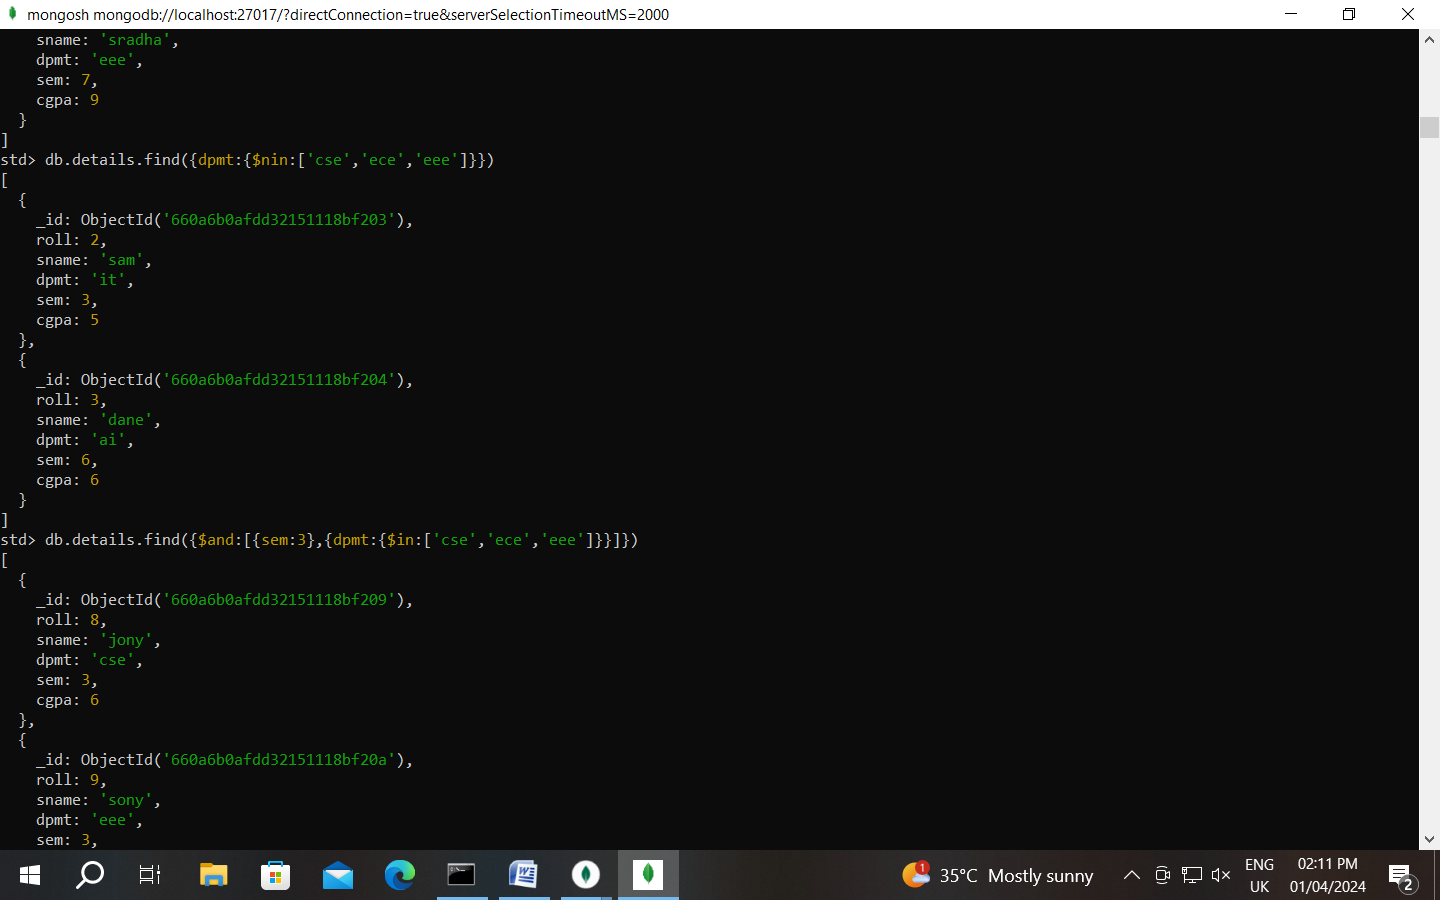 mongosh mongodb://localhost:27017/?directConnection=true&serverSelectionTimeoutMS=2000
sname: 'sradha',
dpmt: 'eee',
sem: 7,
cgpa: 9
}
]
std> db.details.find({dpmt:{$nin:['cse','ece','eee']}})
[
{
_id: ObjectId('660a6b0afdd32151118bf203'),
roll: 2,
sname: 'sam',
dpmt: 'it',
sem: 3,
cgpa: 5
},
{
_id: ObjectId('660a6b0afdd32151118bf204'),
roll: 3,
sname: 'dane',
dpmt: 'ai',
sem: 6,
cgpa: 6
}
]
std> db.details.find({$and:[{sem:3},{dpmt:{$in:['cse','ece','eee']}}]})
[
{
_id: ObjectId('660a6b0afdd32151118bf209'),
roll: 8,
sname: 'jony',
dpmt: 'cse',
sem: 3,
cgpa: 6
},
{
_id: ObjectId('660a6b0afdd32151118bf20a'),
roll: 9,
sname: 'sony',
dpmt: 'eee',
sem: 3,
1
35°C Mostly sunny
ENG
UK
02:11 PM
01/04/2024
2